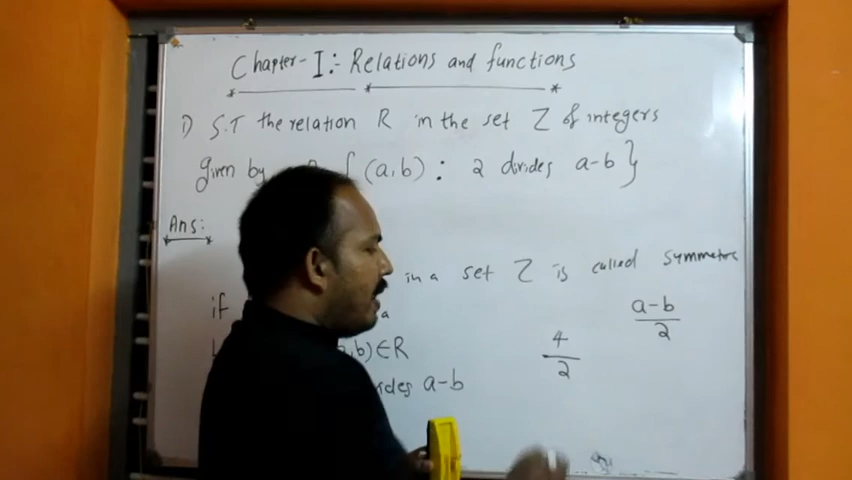 Chapter-I:- Relations and functions
1) S.T the relation R in the set Z of integers
given by {(a,b) : 2 divides a-b}
Ans:
in a set Z is called symmetric
if a
a-b
2
,b)∈R
4
2
ides a-b